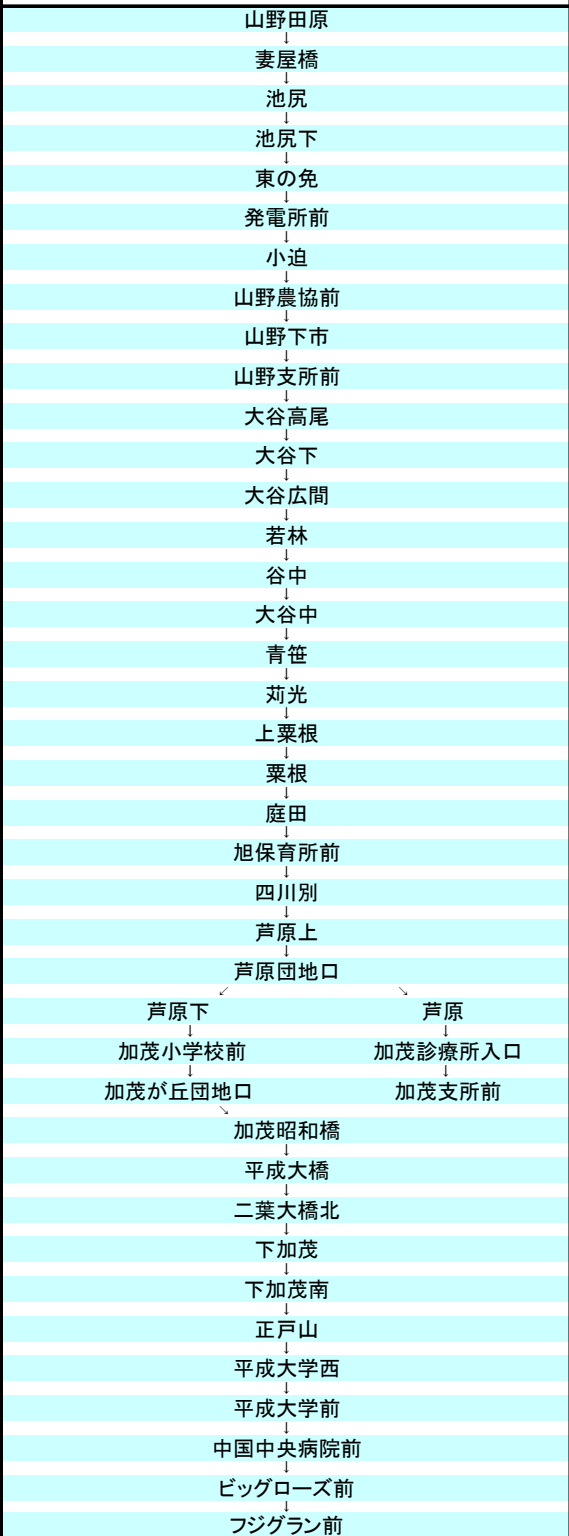 山野田原
↓
妻屋橋
↓
池尻
↓
池尻下
↓
東の免
↓
発電所前
↓
小迫
↓
山野農協前
↓
山野下市
↓
山野支所前
↓
大谷高尾
↓
大谷下
↓
大谷広間
↓
若林
↓
谷中
↓
大谷中
↓
青笹
↓
苅光
↓
上粟根
↓
粟根
↓
庭田
↓
旭保育所前
↓
四川別
↓
芦原上
↓
芦原団地口
↙ ↘
芦原下 芦原
↓ ↓
加茂小学校前 加茂診療所入口
↓ ↓
加茂が丘団地口 加茂支所前
↘
加茂昭和橋
↓
平成大橋
↓
二葉大橋北
↓
下加茂
↓
下加茂南
↓
正戸山
↓
平成大学西
↓
平成大学前
↓
中国中央病院前
↓
ビッグローズ前
↓
フジグラン前